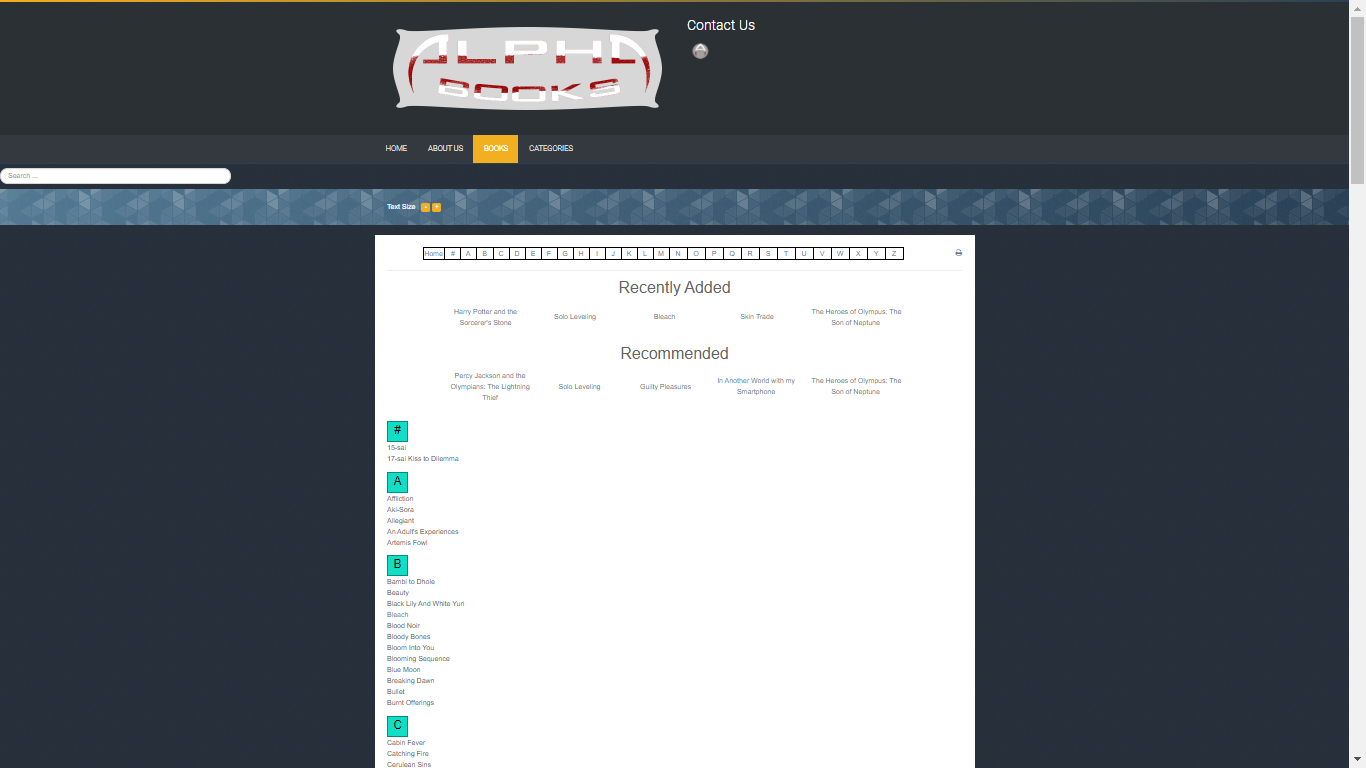 ALPHA
BOOKS
Contact Us
HOME ABOUT US BOOKS CATEGORIES
Search ...
Text Size - +
Home # A B C D E F G H I J K L M N O P Q R S T U V W X Y Z
Recently Added
Harry Potter and the Sorcerer's Stone
Solo Leveling
Bleach
Skin Trade
The Heroes of Olympus: The Son of Neptune
Recommended
Percy Jackson and the Olympians: The Lightning Thief
Solo Leveling
Guilty Pleasures
In Another World with my Smartphone
The Heroes of Olympus: The Son of Neptune
#
15-sai
17-sai Kiss to Dilemma
A
Affliction
Aki-Sora
Allegiant
An Adult's Experiences
Artemis Fowl
B
Bambi to Dhole
Beauty
Black Lily And White Yuri
Bleach
Blood Noir
Bloody Bones
Bloom Into You
Blooming Sequence
Blue Moon
Breaking Dawn
Bullet
Burnt Offerings
C
Cabin Fever
Catching Fire
Cerulean Sins